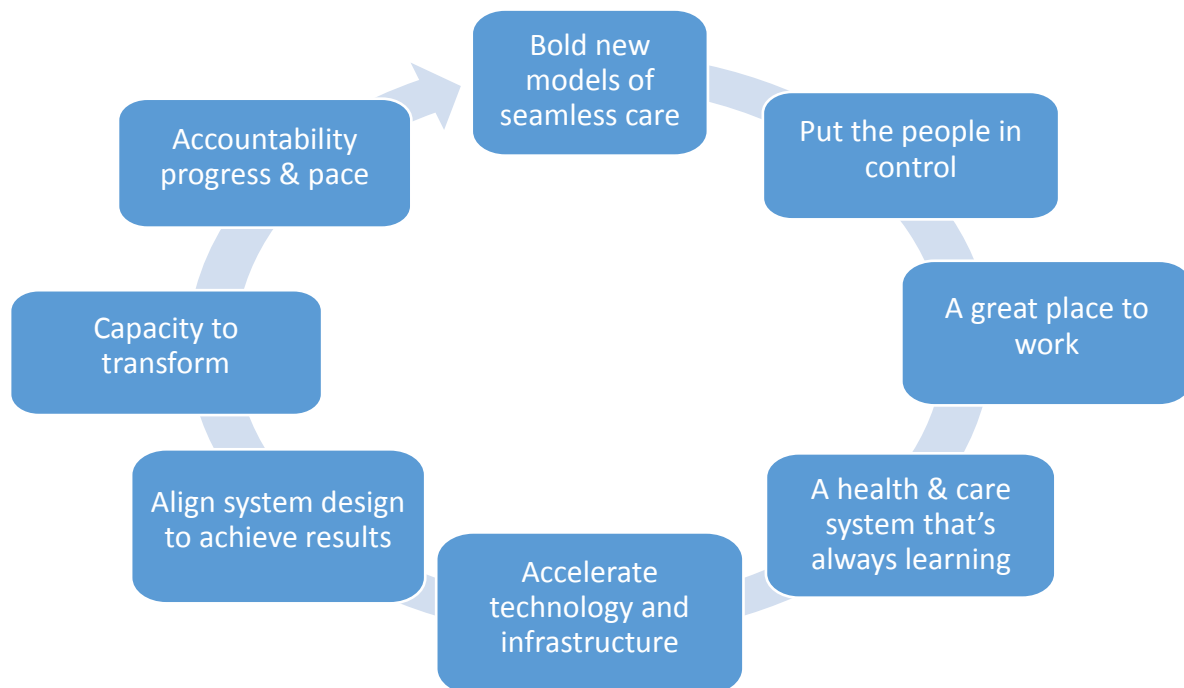 Bold new
models of
seamless care
Put the people in
control
A great place to
work
A health & care
system that’s
always learning
Accelerate
technology and
infrastructure
Align system design
to achieve results
Capacity to
transform
Accountability
progress & pace